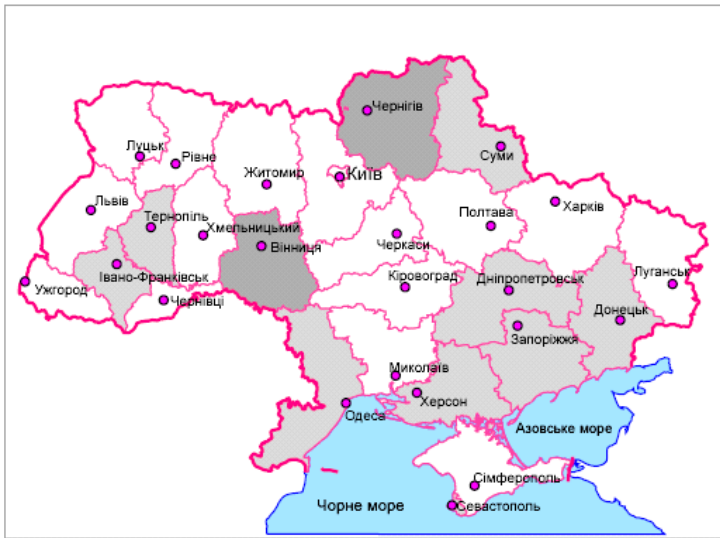 Чернігів
Суми
Луцьк
Рівне
Київ
Житомир
Львів
Тернопіль
Хмельницький
Вінниця
Черкаси
Полтава
Харків
Івано-Франківськ
Ужгород
Чернівці
Кіровоград
Дніпропетровськ
Луганськ
Донецьк
Запоріжжя
Миколаїв
Херсон
Одеса
Азовське море
Сімферополь
Чорне море
Севастополь